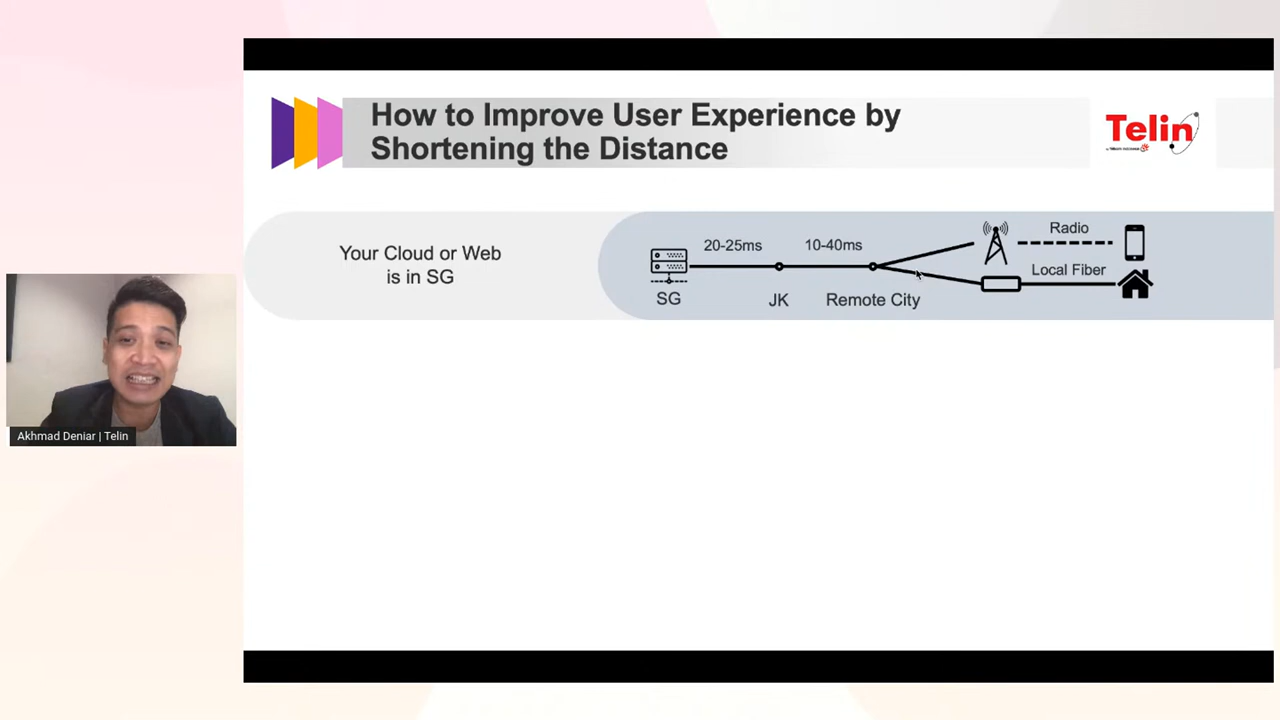 How to Improve User Experience by
Shortening the Distance
Telin
Your Cloud or Web
is in SG
20-25ms
10-40ms
Radio
Local Fiber
SG
JK
Remote City
Akhmad Deniar | Telin